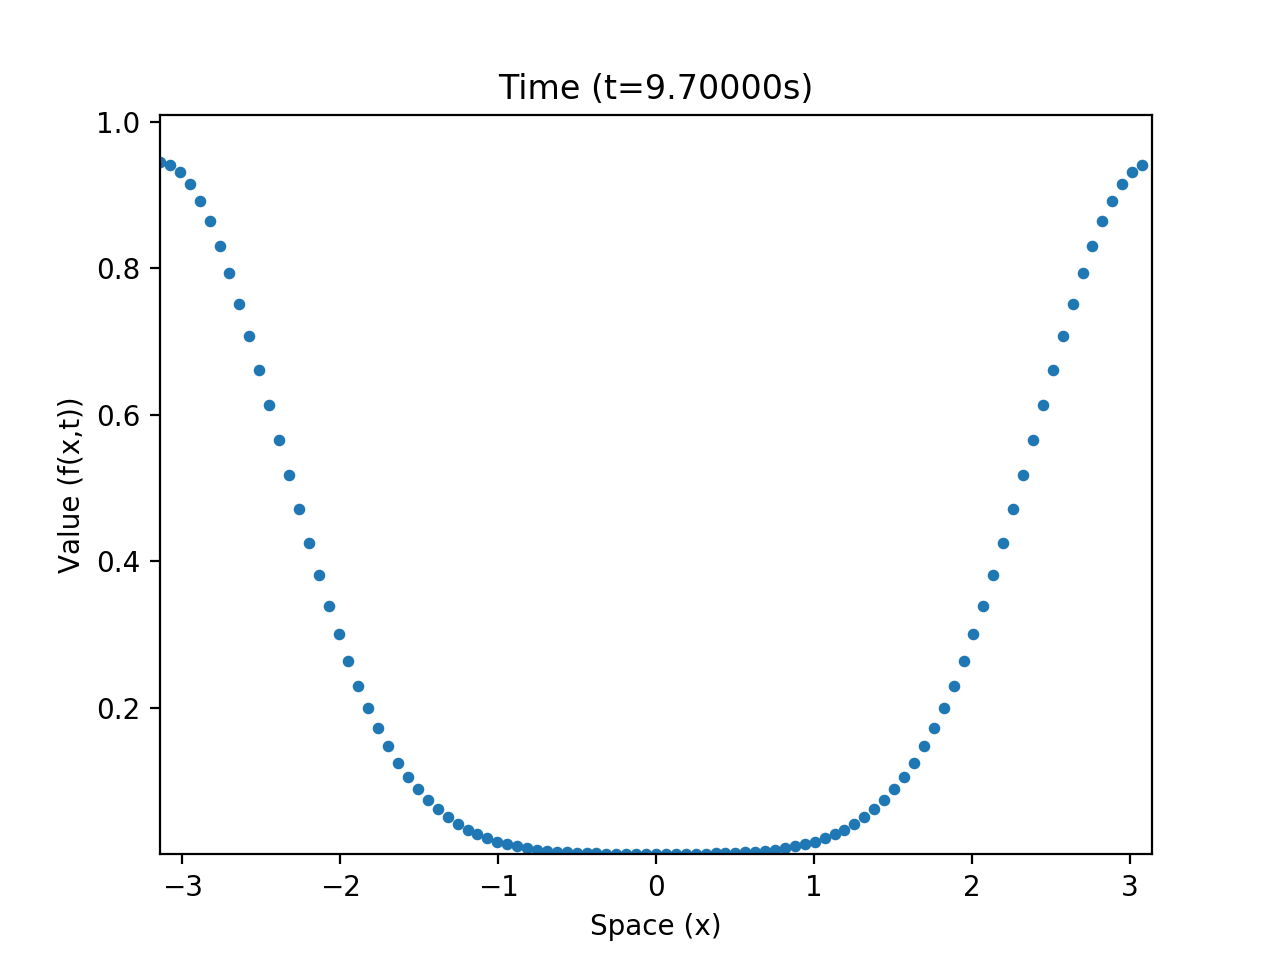 Time (t=9.70000s)
1.0
0.8
0.6
0.4
0.2
Value (f(x,t))
−3 −2 −1 0 1 2 3
Space (x)